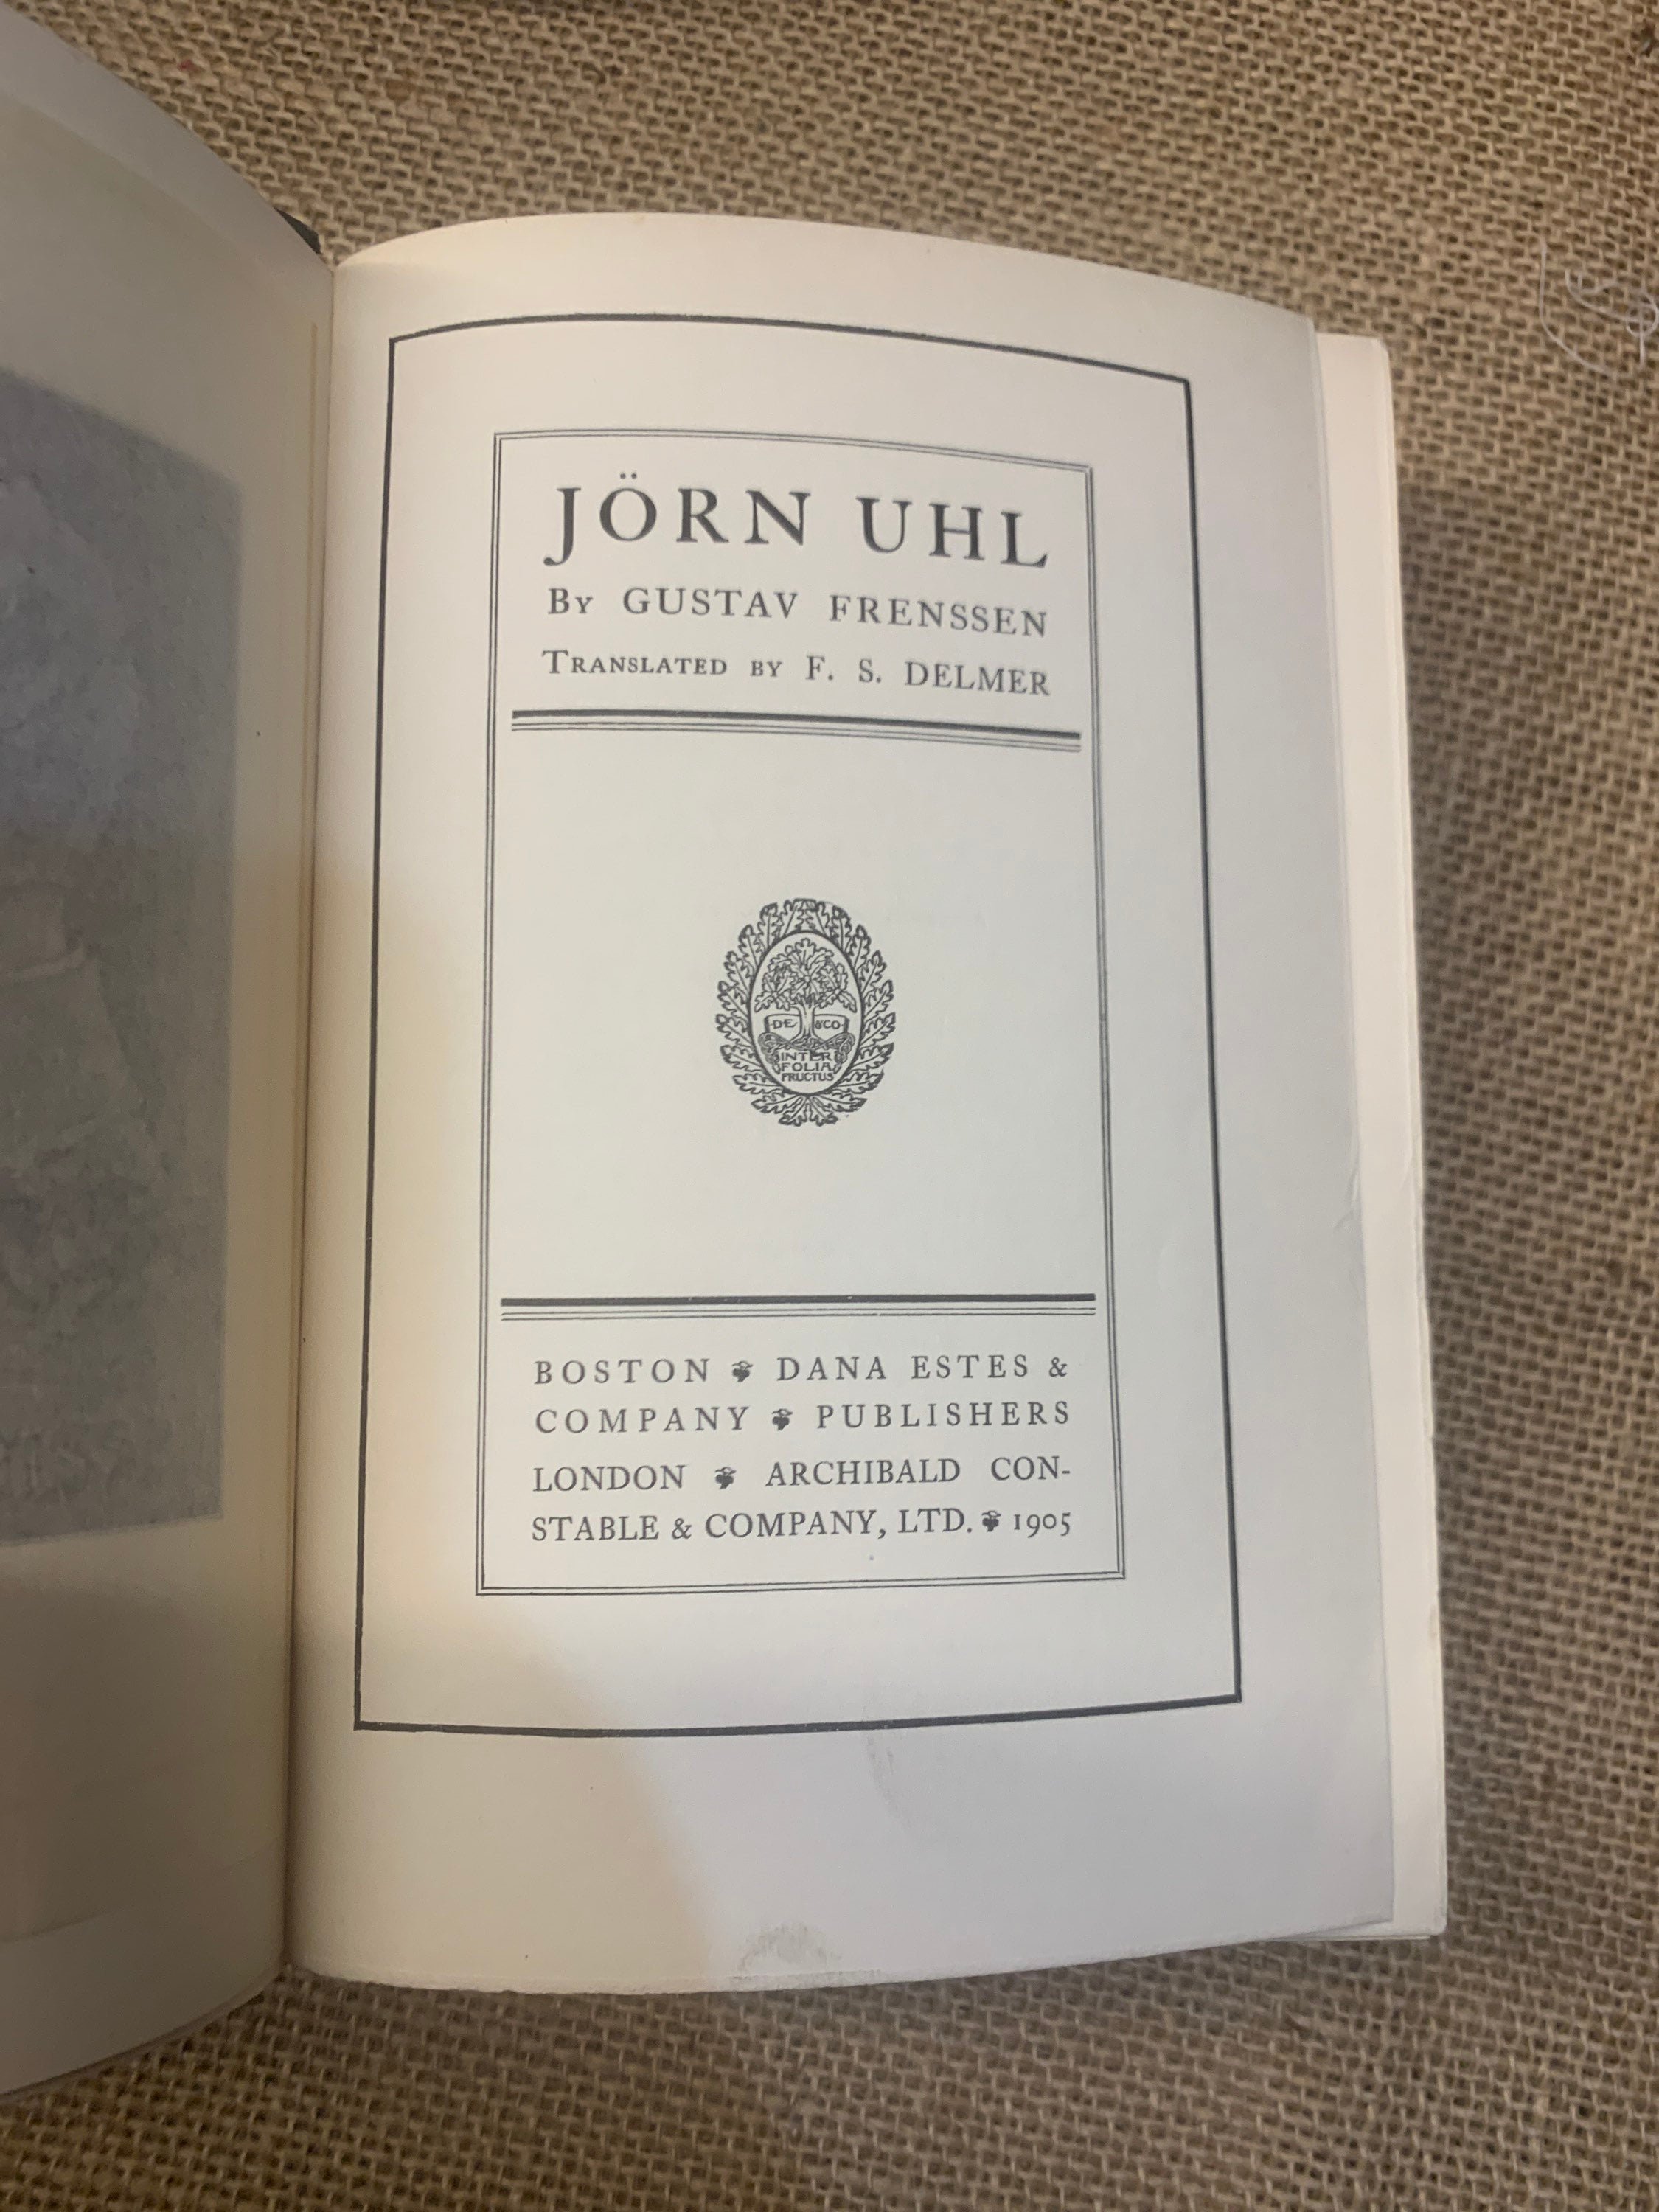 JÖRN UHL
BY GUSTAV FRENSSEN
TRANSLATED BY F. S. DELMER
DE &CO
INTER
FOLIA
FRUCTUS
BOSTON ❦ DANA ESTES &
COMPANY ❦ PUBLISHERS
LONDON ❦ ARCHIBALD CON-
STABLE & COMPANY, LTD. ❦ 1905